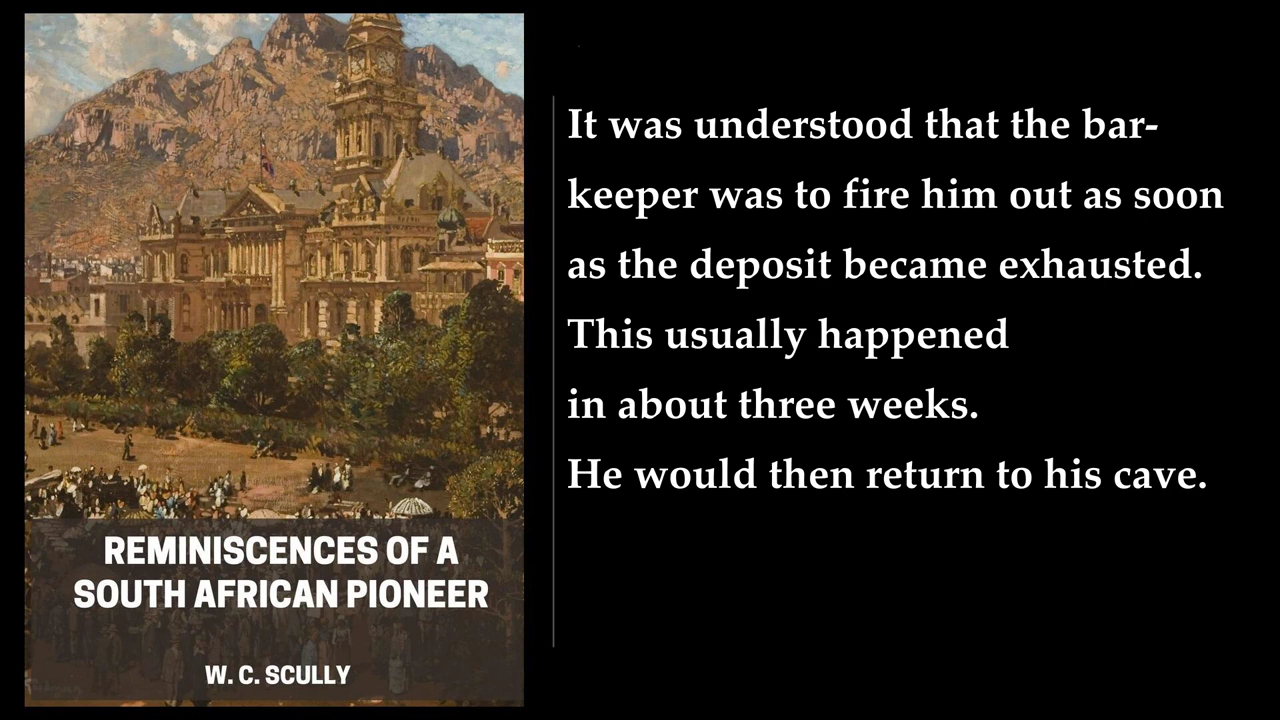 REMINISCENCES OF A
SOUTH AFRICAN PIONEER
W. C. SCULLY
It was understood that the bar-
keeper was to fire him out as soon
as the deposit became exhausted.
This usually happened
in about three weeks.
He would then return to his cave.